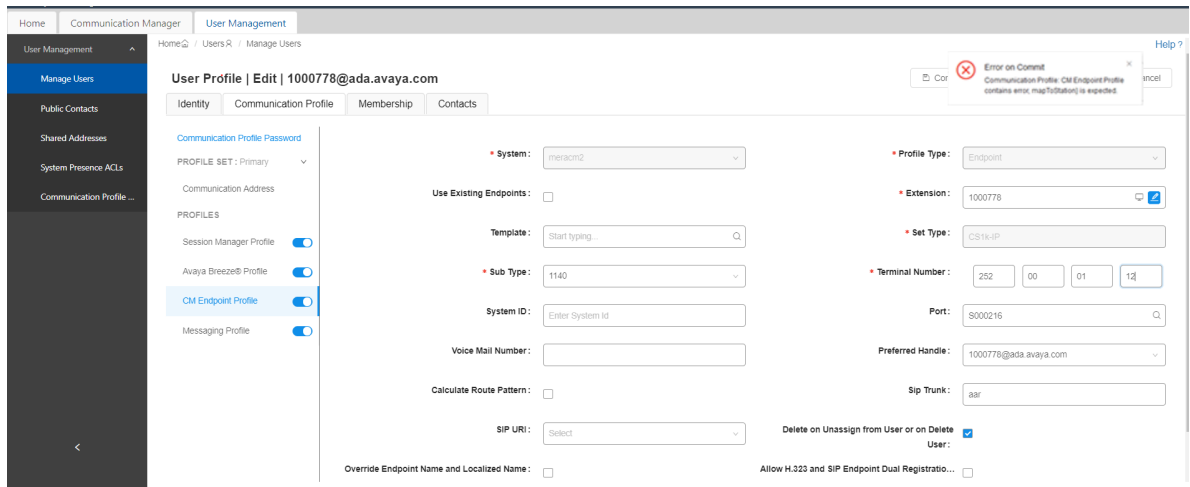 Home Communication Manager User Management
User Management
Home / Users / Manage Users
Help ?
Manage Users
Public Contacts
Shared Addresses
System Presence ACLs
Communication Profile ...
User Profile | Edit | 1000778@ada.avaya.com
Error on Commit
Communication Profile: CM Endpoint Profile
contains error, mapToStation] is expected.
Identity Communication Profile Membership Contacts
Communication Profile Password
PROFILE SET : Primary
Communication Address
PROFILES
Session Manager Profile
Avaya Breeze® Profile
CM Endpoint Profile
Messaging Profile
* System : meracm2 * Profile Type : Endpoint
Use Existing Endpoints : * Extension : 1000778
Template : Start typing... * Set Type : CS1k-IP
* Sub Type : 1140 * Terminal Number : 252 00 01 12
System ID : Enter System Id Port : S000216
Voice Mail Number : Preferred Handle : 1000778@ada.avaya.com
Calculate Route Pattern : Sip Trunk : aar
SIP URI : Select Delete on Unassign from User or on Delete
User :
Override Endpoint Name and Localized Name : Allow H.323 and SIP Endpoint Dual Registratio...